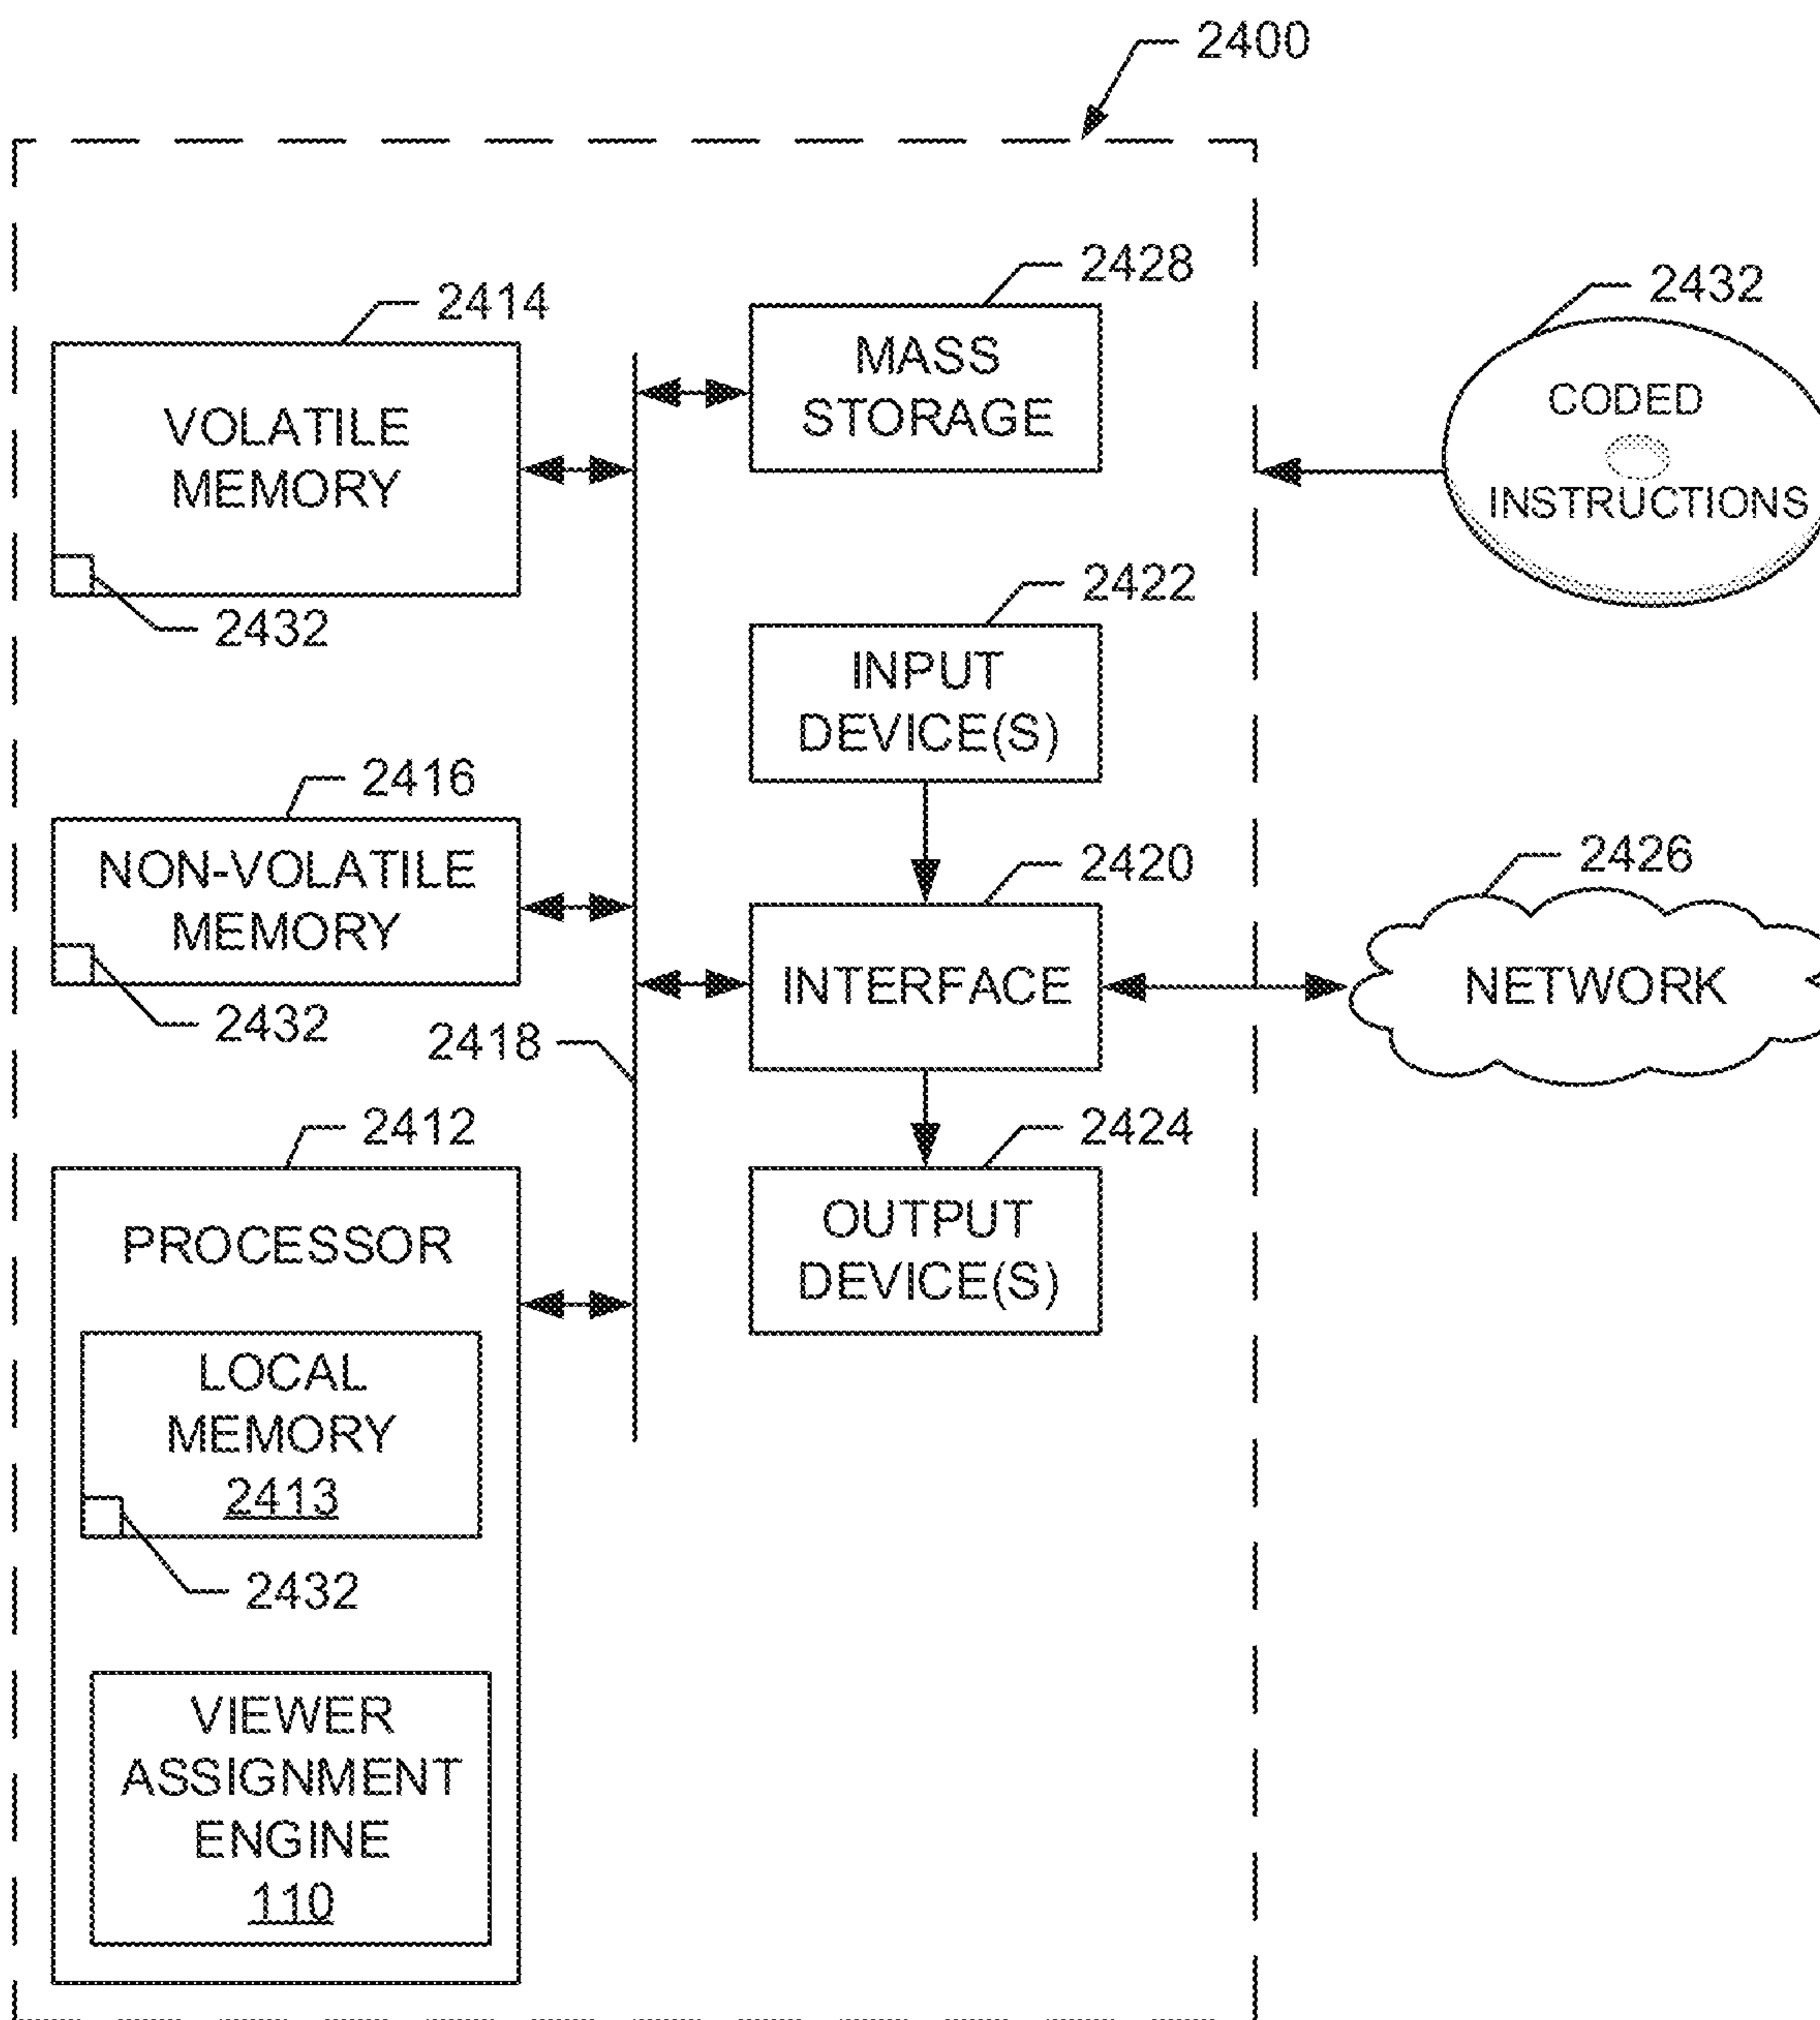 2400
2428
2432
2414
MASS
STORAGE
VOLATILE
MEMORY
CODED
INSTRUCTIONS
2432
2422
INPUT
DEVICE(S)
2416
2420
2426
NON-VOLATILE
MEMORY
INTERFACE
NETWORK
2432
2418
2412
2424
PROCESSOR
OUTPUT
DEVICE(S)
LOCAL
MEMORY
2413
2432
VIEWER
ASSIGNMENT
ENGINE
110